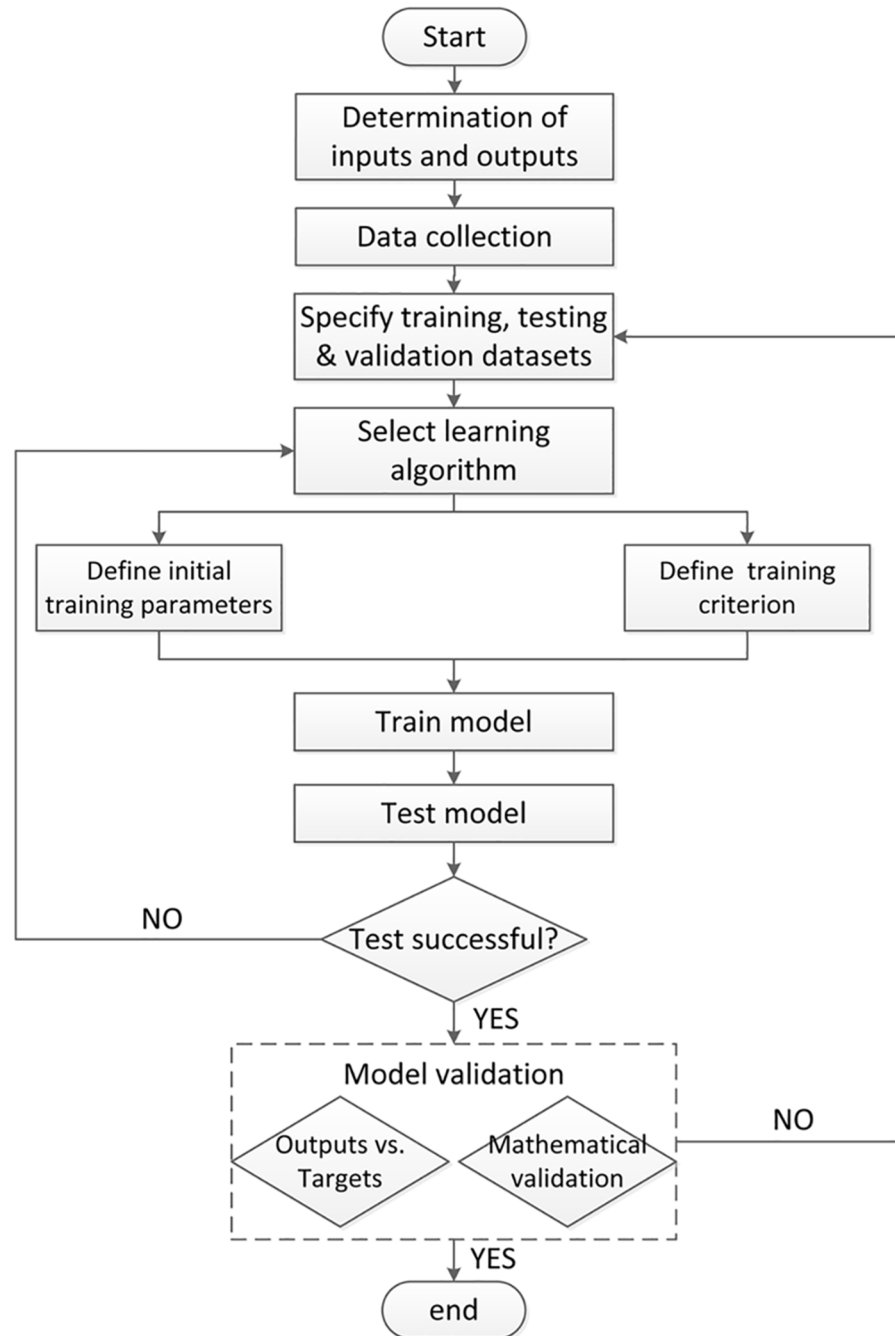 Start
Determination of
inputs and outputs
Data collection
Specify training, testing
& validation datasets
Select learning
algorithm
Define initial
training parameters
Define training
criterion
Train model
Test model
Test successful?
NO
YES
Model validation
Outputs vs.
Targets
Mathematical
validation
NO
YES
end